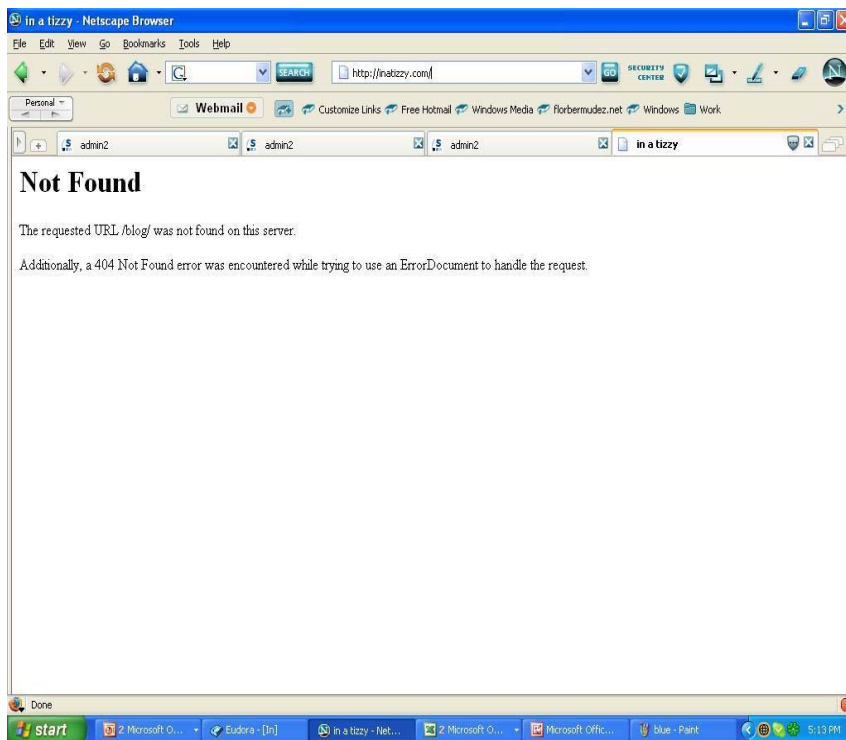 in a tizzy - Netscape Browser
File Edit View Go Bookmarks Tools Help
SEARCH http://inatizzy.com/ GO SECURITY CENTER
Personal Webmail Customize Links Free Hotmail Windows Media florbermudez.net Windows Work
admin2 admin2 admin2 in a tizzy
Not Found
The requested URL /blog/ was not found on this server.
Additionally, a 404 Not Found error was encountered while trying to use an ErrorDocument to handle the request.
Done
start 2 Microsoft O... Eudora - [In] in a tizzy - Net... 2 Microsoft O... Microsoft Offic... blue - Paint 5:13 PM